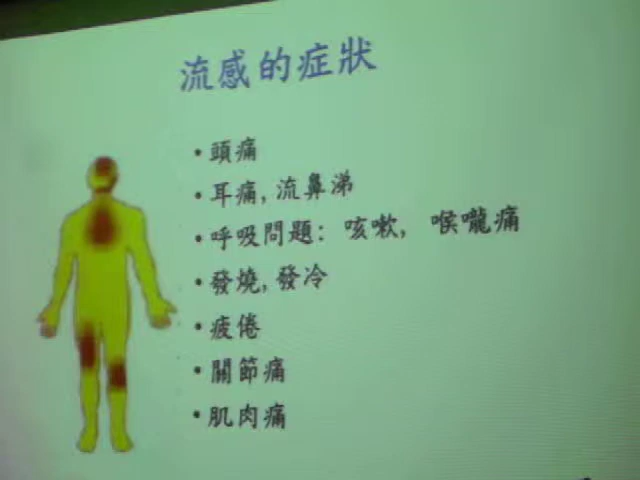 流感的症狀
•頭痛
•耳痛,流鼻涕
•呼吸問題：咳嗽，喉嚨痛
•發燒,發冷
•疲倦
•關節痛
•肌肉痛